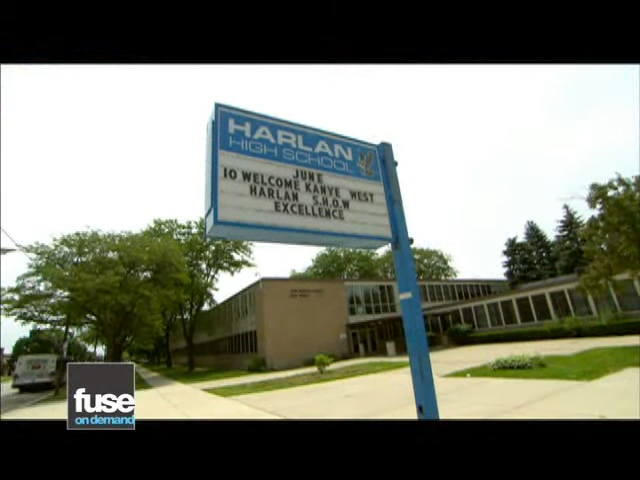 HARLAN
HIGH SCHOOL
JUNE
10 WELCOME KANYE WEST
HARLAN S.H.O.W
EXCELLENCE
fuse
on demand